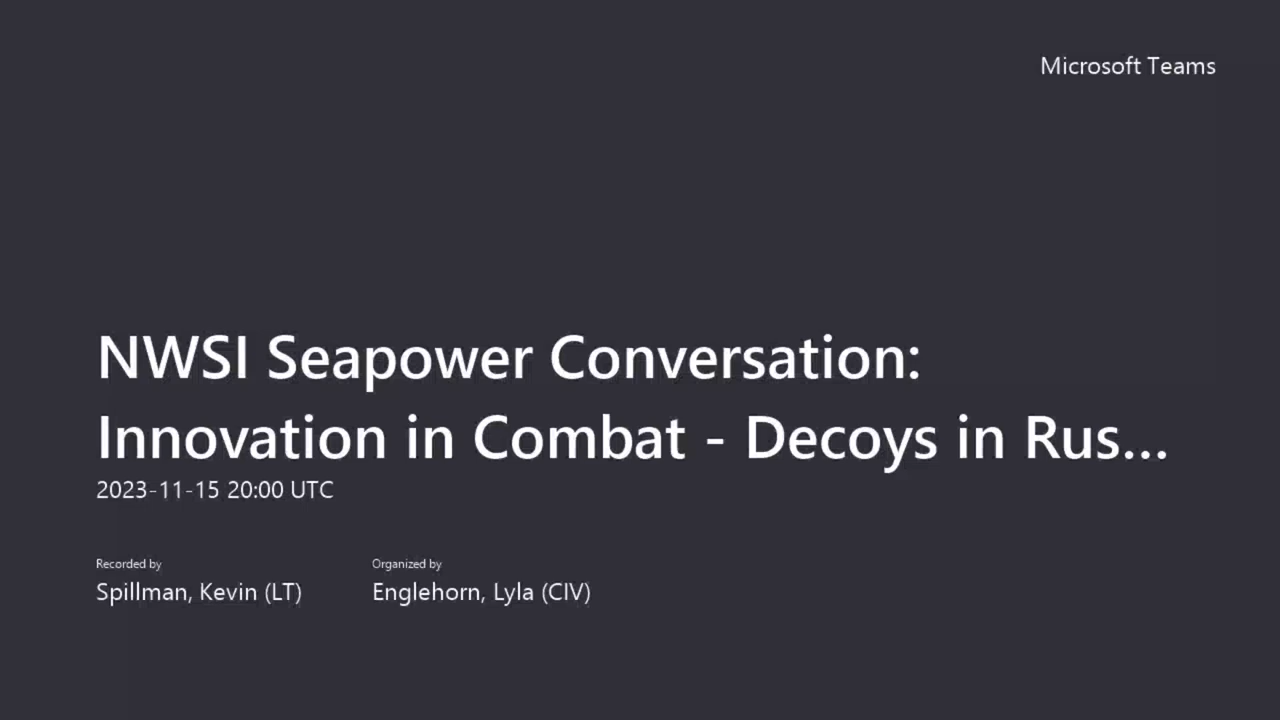 Microsoft Teams
NWSI Seapower Conversation:
Innovation in Combat - Decoys in Rus...
2023-11-15 20:00 UTC
Recorded by
Organized by
Spillman, Kevin (LT)
Englehorn, Lyla (CIV)